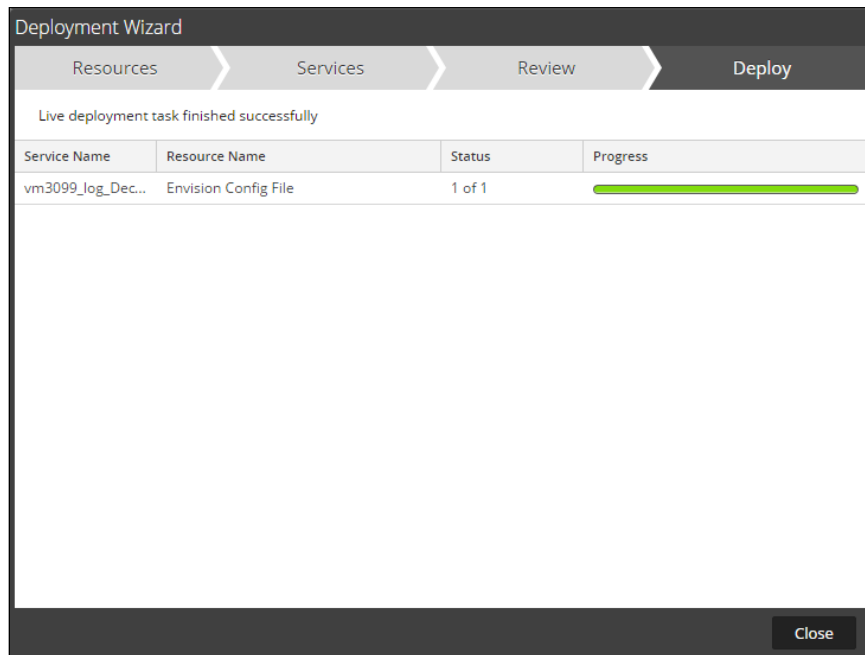 Deployment Wizard
Resources Services Review Deploy
Live deployment task finished successfully
Service Name Resource Name Status Progress
vm3099_log_Dec... Envision Config File 1 of 1
Close